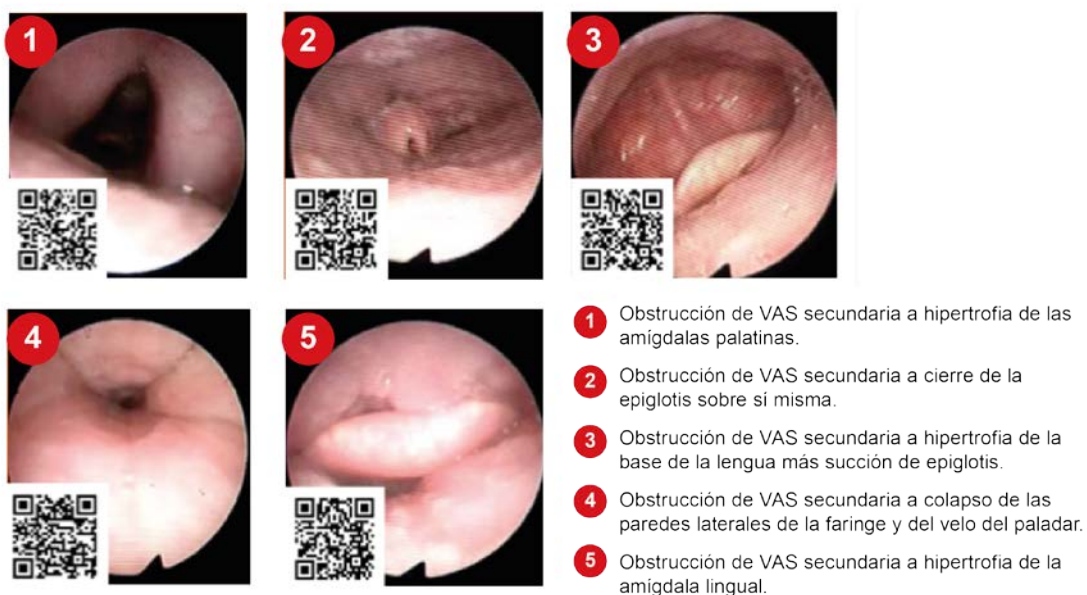 1
2
3
4
5
1 Obstrucción de VAS secundaria a hipertrofia de las
amígdalas palatinas.
2 Obstrucción de VAS secundaria a cierre de la
epiglotis sobre sí misma.
3 Obstrucción de VAS secundaria a hipertrofia de la
base de la lengua más succión de epiglotis.
4 Obstrucción de VAS secundaria a colapso de las
paredes laterales de la faringe y del velo del paladar.
5 Obstrucción de VAS secundaria a hipertrofia de la
amígdala lingual.